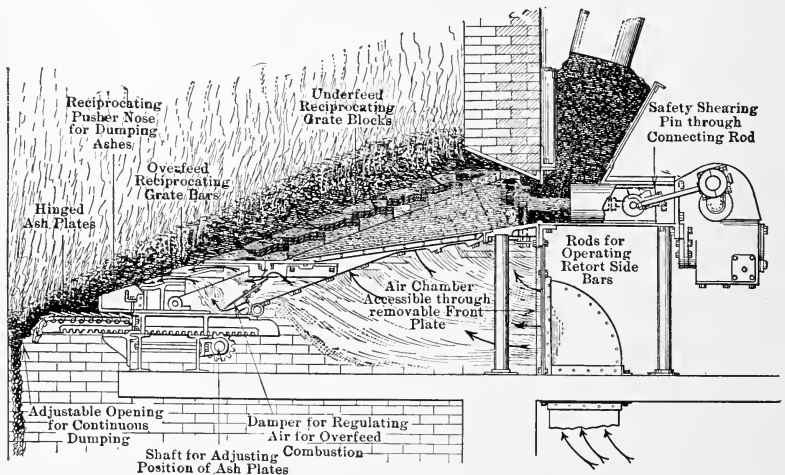 Reciprocating
Pusher Nose
for Dumping
Ashes
Underfeed
Reciprocating
Grate Blocks
Safety Shearing
Pin through
Connecting Rod
Overfeed
Reciprocating
Grate Bars
Hinged
Ash Plates
Rods for
Operating
Retort Side
Bars
Air Chamber
Accessible through
removable Front
Plate
Adjustable Opening
for Continuous
Dumping
Damper for Regulating
Air for Overfeed
Combustion
Shaft for Adjusting
Position of Ash Plates